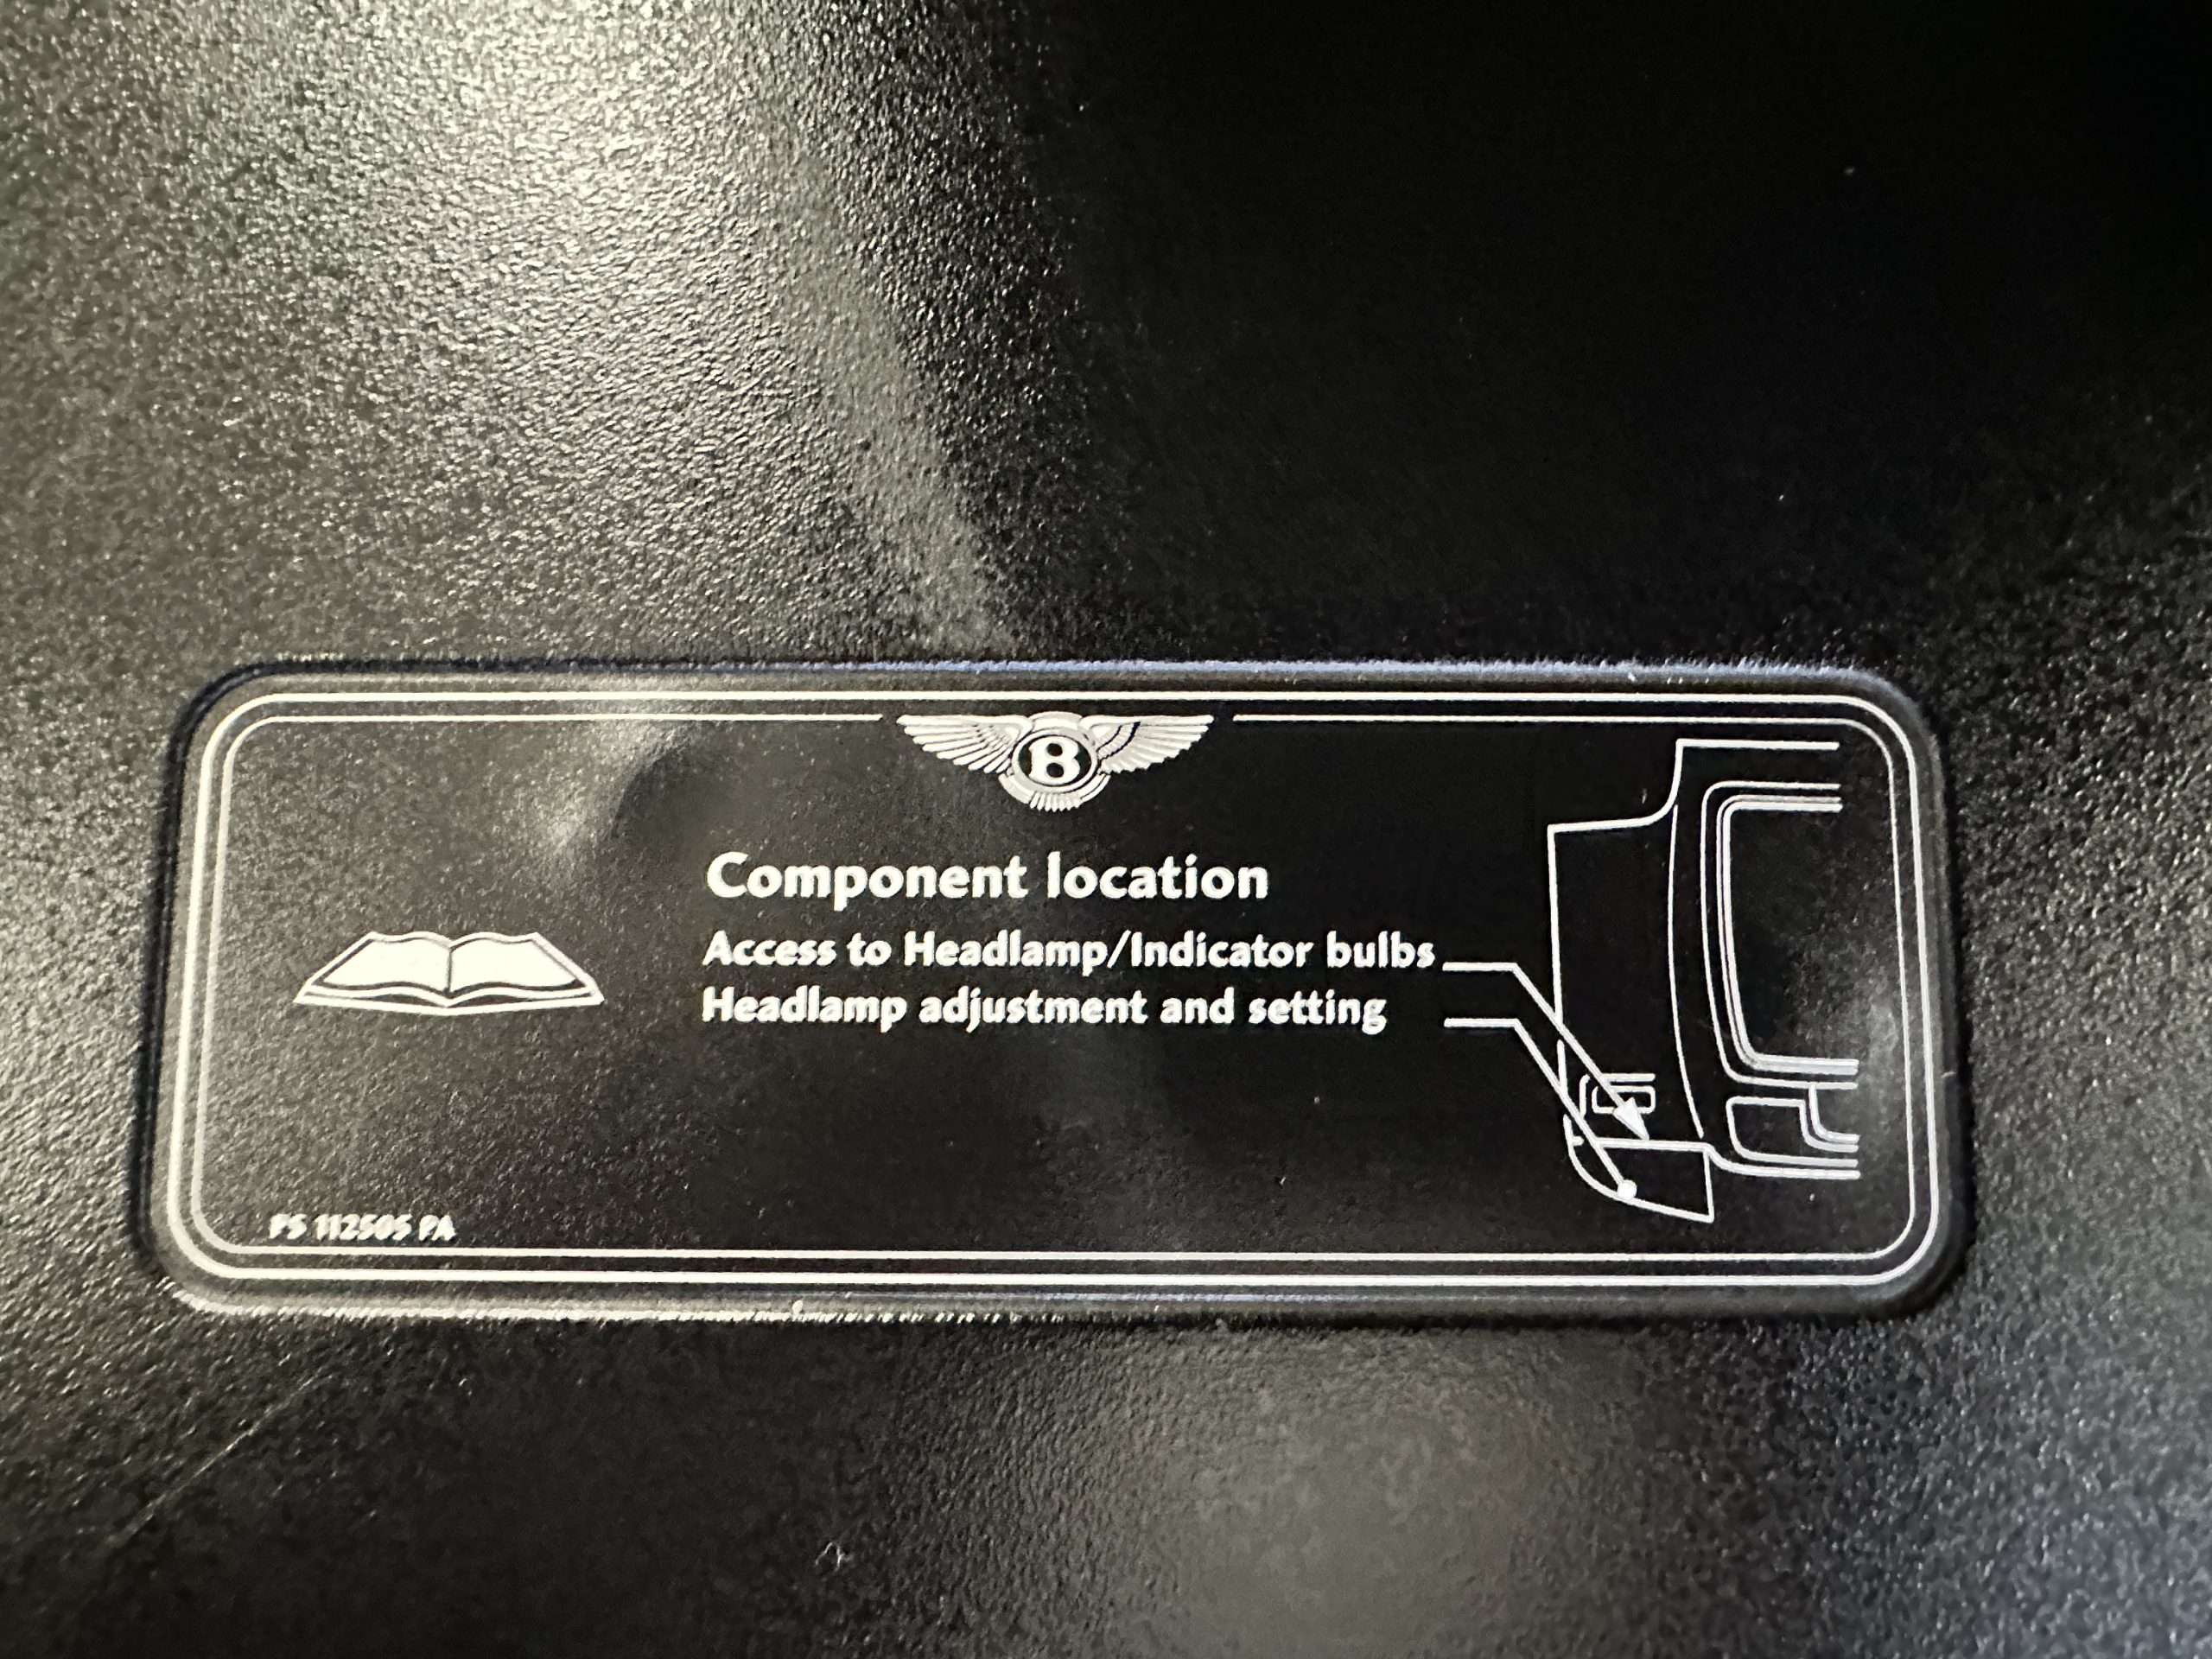 B
Component location
Access to Headlamp/Indicator bulbs
Headlamp adjustment and setting
PS 112505 PA